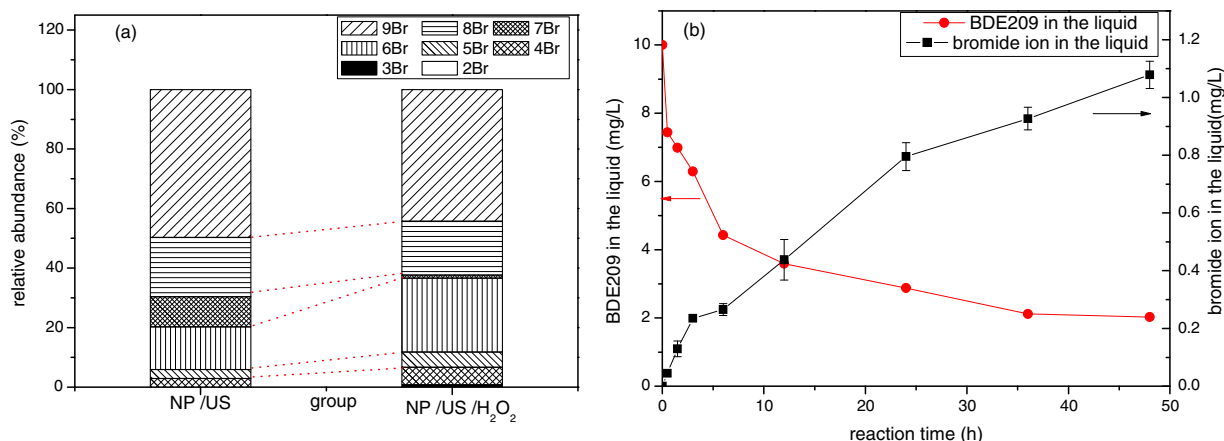 (a)
9Br 8Br 7Br
6Br 5Br 4Br
3Br 2Br
relative abundance (%)
120
100
80
60
40
20
0
NP /US group NP /US /H₂O₂
(b)
BDE209 in the liquid
bromide ion in the liquid
BDE209 in the liquid (mg/L)
10
8
6
4
2
0
bromide ion in the liquid(mg/L)
1.2
1.0
0.8
0.6
0.4
0.2
0.0
0 10 20 30 40 50
reaction time (h)